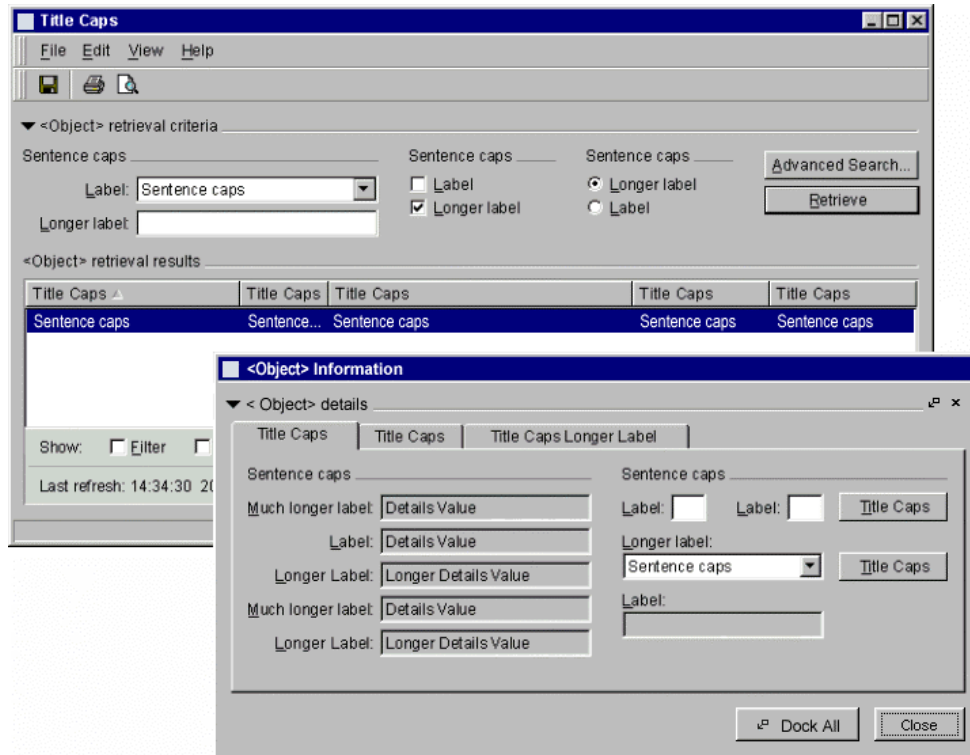 Title Caps
File Edit View Help
<Object> retrieval criteria
Sentence caps Sentence caps Sentence caps Advanced Search...
Label: Sentence caps Label Longer label
Longer label: Longer label Label Retrieve
<Object> retrieval results
Title Caps Title Caps Title Caps Title Caps Title Caps
Sentence caps Sentence... Sentence caps Sentence caps Sentence caps
<Object> Information
< Object> details
Title Caps Title Caps Title Caps Longer Label
Show: Filter
Last refresh: 14:34:30 20
Sentence caps Sentence caps
Much longer label: Details Value Label: Label: Title Caps
Label: Details Value Longer label:
Longer Label: Longer Details Value Sentence caps Title Caps
Much longer label: Details Value Label:
Longer Label: Longer Details Value
Dock All Close